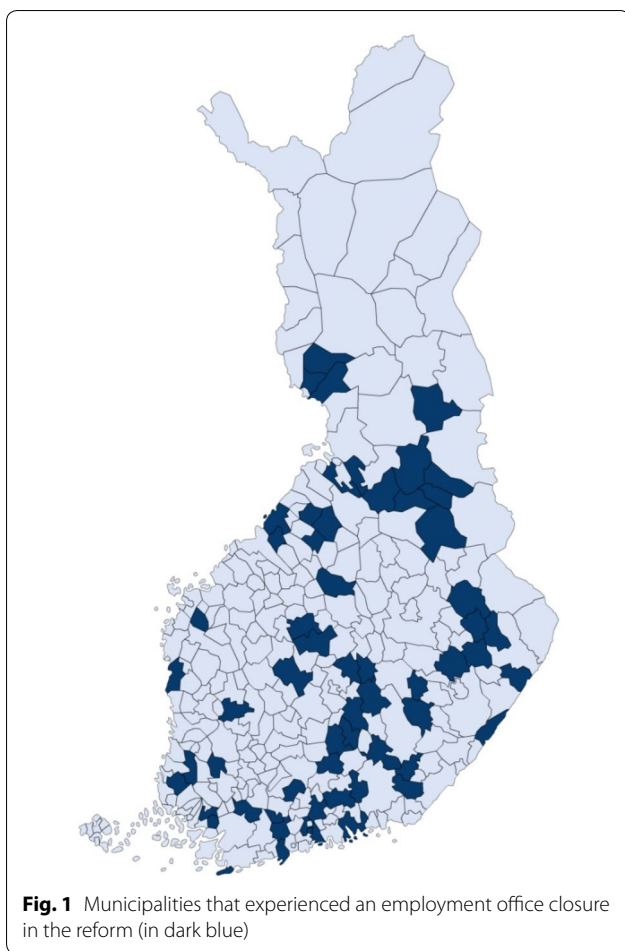 Fig. 1 Municipalities that experienced an employment office closure
in the reform (in dark blue)